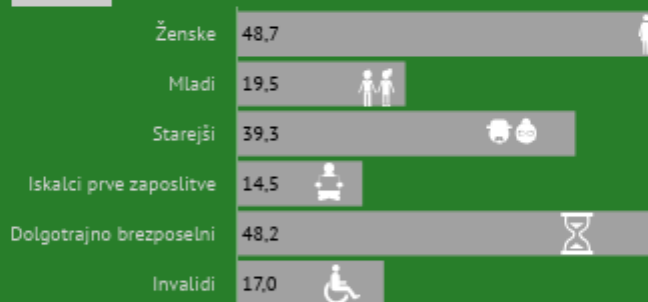 Ženske 48,7
Mladi 19,5
Starejši 39,3
Iskalci prve zaposlitve 14,5
Dolgotrajno brezposelni 48,2
Invalidi 17,0